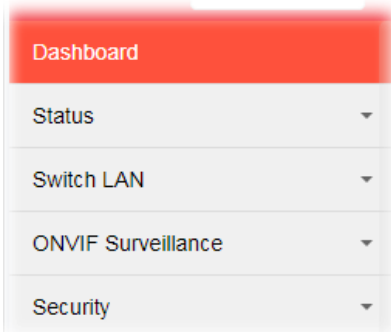 Dashboard
Status
Switch LAN
ONVIF Surveillance
Security